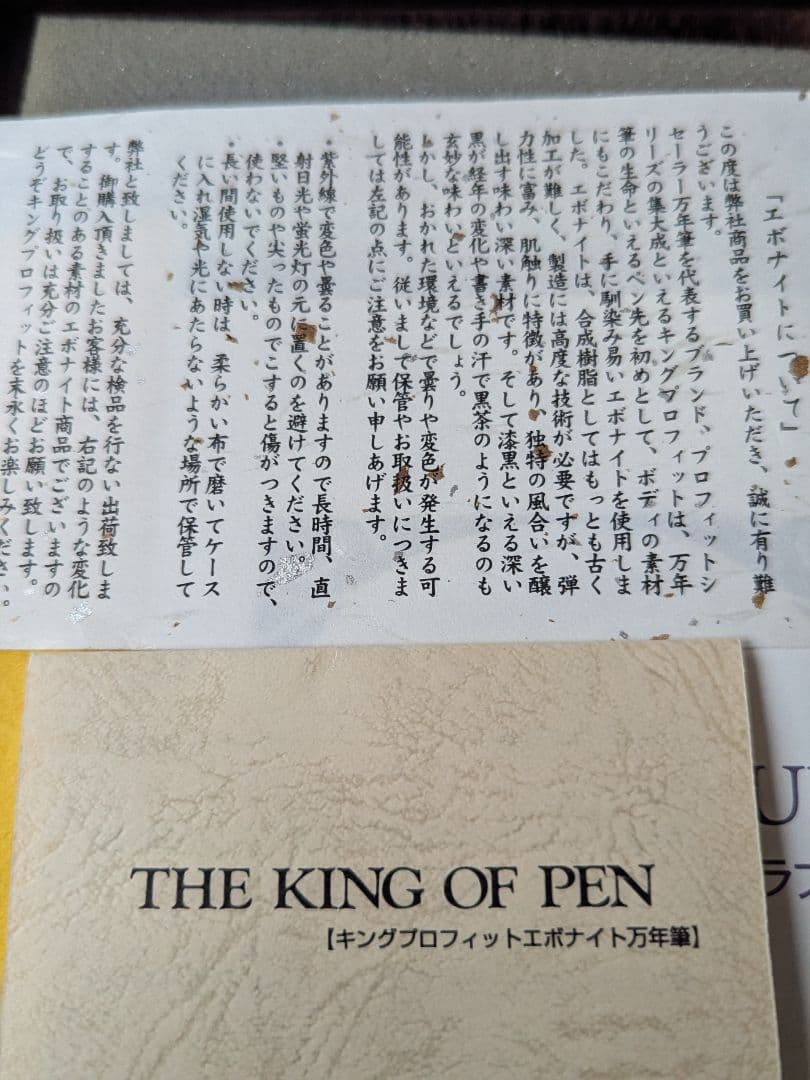 「エボナイトについて」
この度は弊社商品をお買い上げいただき、誠に有り難
うございます。
セーラー万年筆を代表するブランド、プロフィットシ
リーズの集大成といえるキングプロフィットは、万年
筆の生命といえるペン先を初めとして、ボディの素材
にもこだわり、手に馴染み易いエボナイトを使用しま
した。エボナイトは、合成樹脂としてはもっとも古く
加工が難しく、製造には高度な技術が必要ですが、弾
力性に富み、肌触りに特徴があり、独特の風合いを醸
し出す味わい深い素材です。そして漆黒といえる深い
黒が経年の変化や書き手の汗で黒茶のようになるのも
玄妙な味わいといえるでしょう。
しかし、おかれた環境などで曇りや変色が発生する可
能性があります。従いまして保管やお取扱いにつきま
しては左記の点にご注意をお願い申しあげます。
・紫外線で変色や曇ることがありますので長時間、直
射日光や蛍光灯の元に置くのを避けてください。
・堅いものや尖ったものでこすると傷がつきますので、
使わないでください。
・長い間使用しない時は、柔らかい布で磨いてケース
に入れ湿気や光にあたらないような場所で保管して
ください。
弊社と致しましては、充分な検品を行ない出荷致しま
す。御購入頂きましたお客様には、右記のような変化
することのある素材のエボナイト商品でございますの
で、お取り扱いは充分ご注意のほどお願い致します。
どうぞキングプロフィットを末永くお楽しみください。
THE KING OF PEN
【キングプロフィットエボナイト万年筆】
U
ラブ